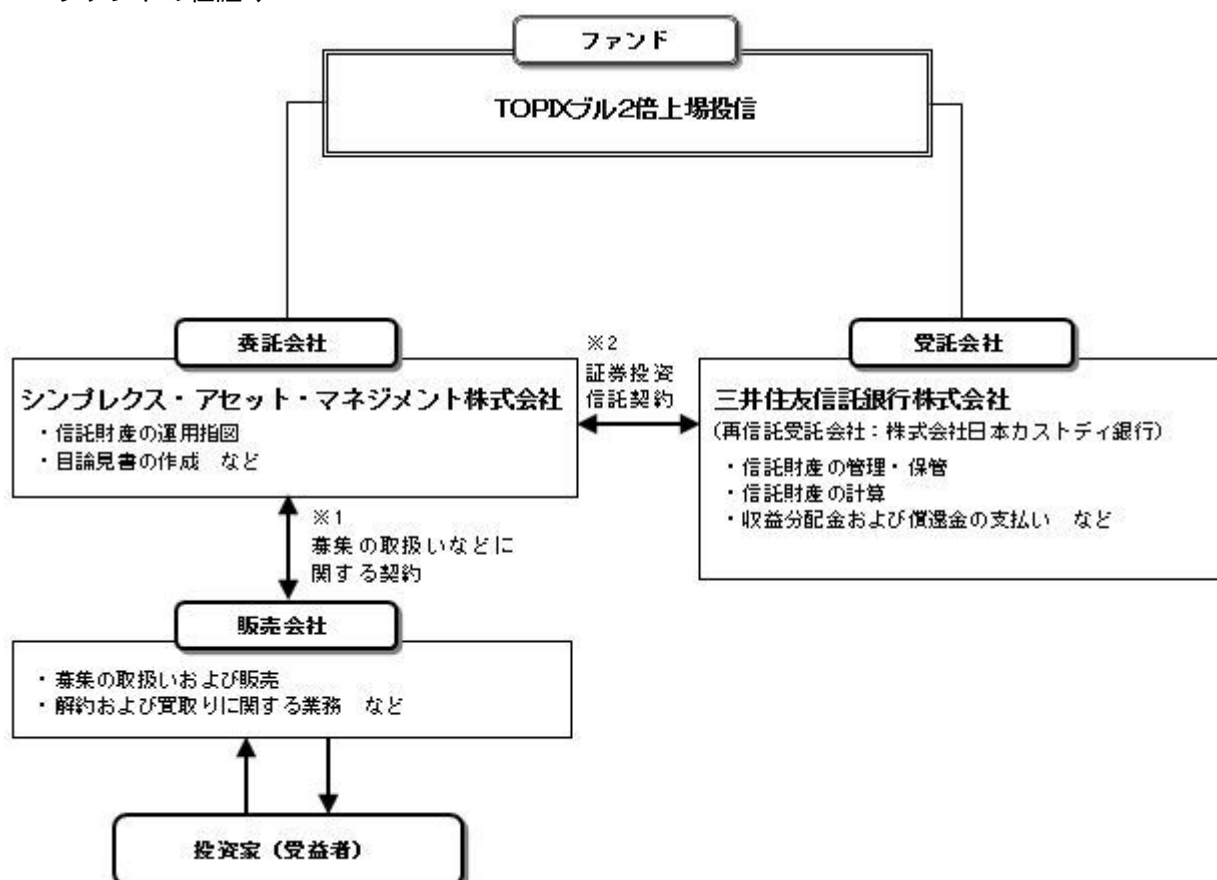 ファンド
TOPIXブル2倍上場投信
委託会社
シンプレクス・アセット・マネジメント株式会社
・信託財産の運用指図
・目論見書の作成 など
※2
証券投資
信託契約
受託会社
三井住友信託銀行株式会社
(再信託受託会社：株式会社日本カストディ銀行)
・信託財産の管理・保管
・信託財産の計算
・収益分配金および償還金の支払い など
※1
募集の取扱いなどに
関する契約
販売会社
・募集の取扱いおよび販売
・解約および買取りに関する業務 など
投資家（受益者）